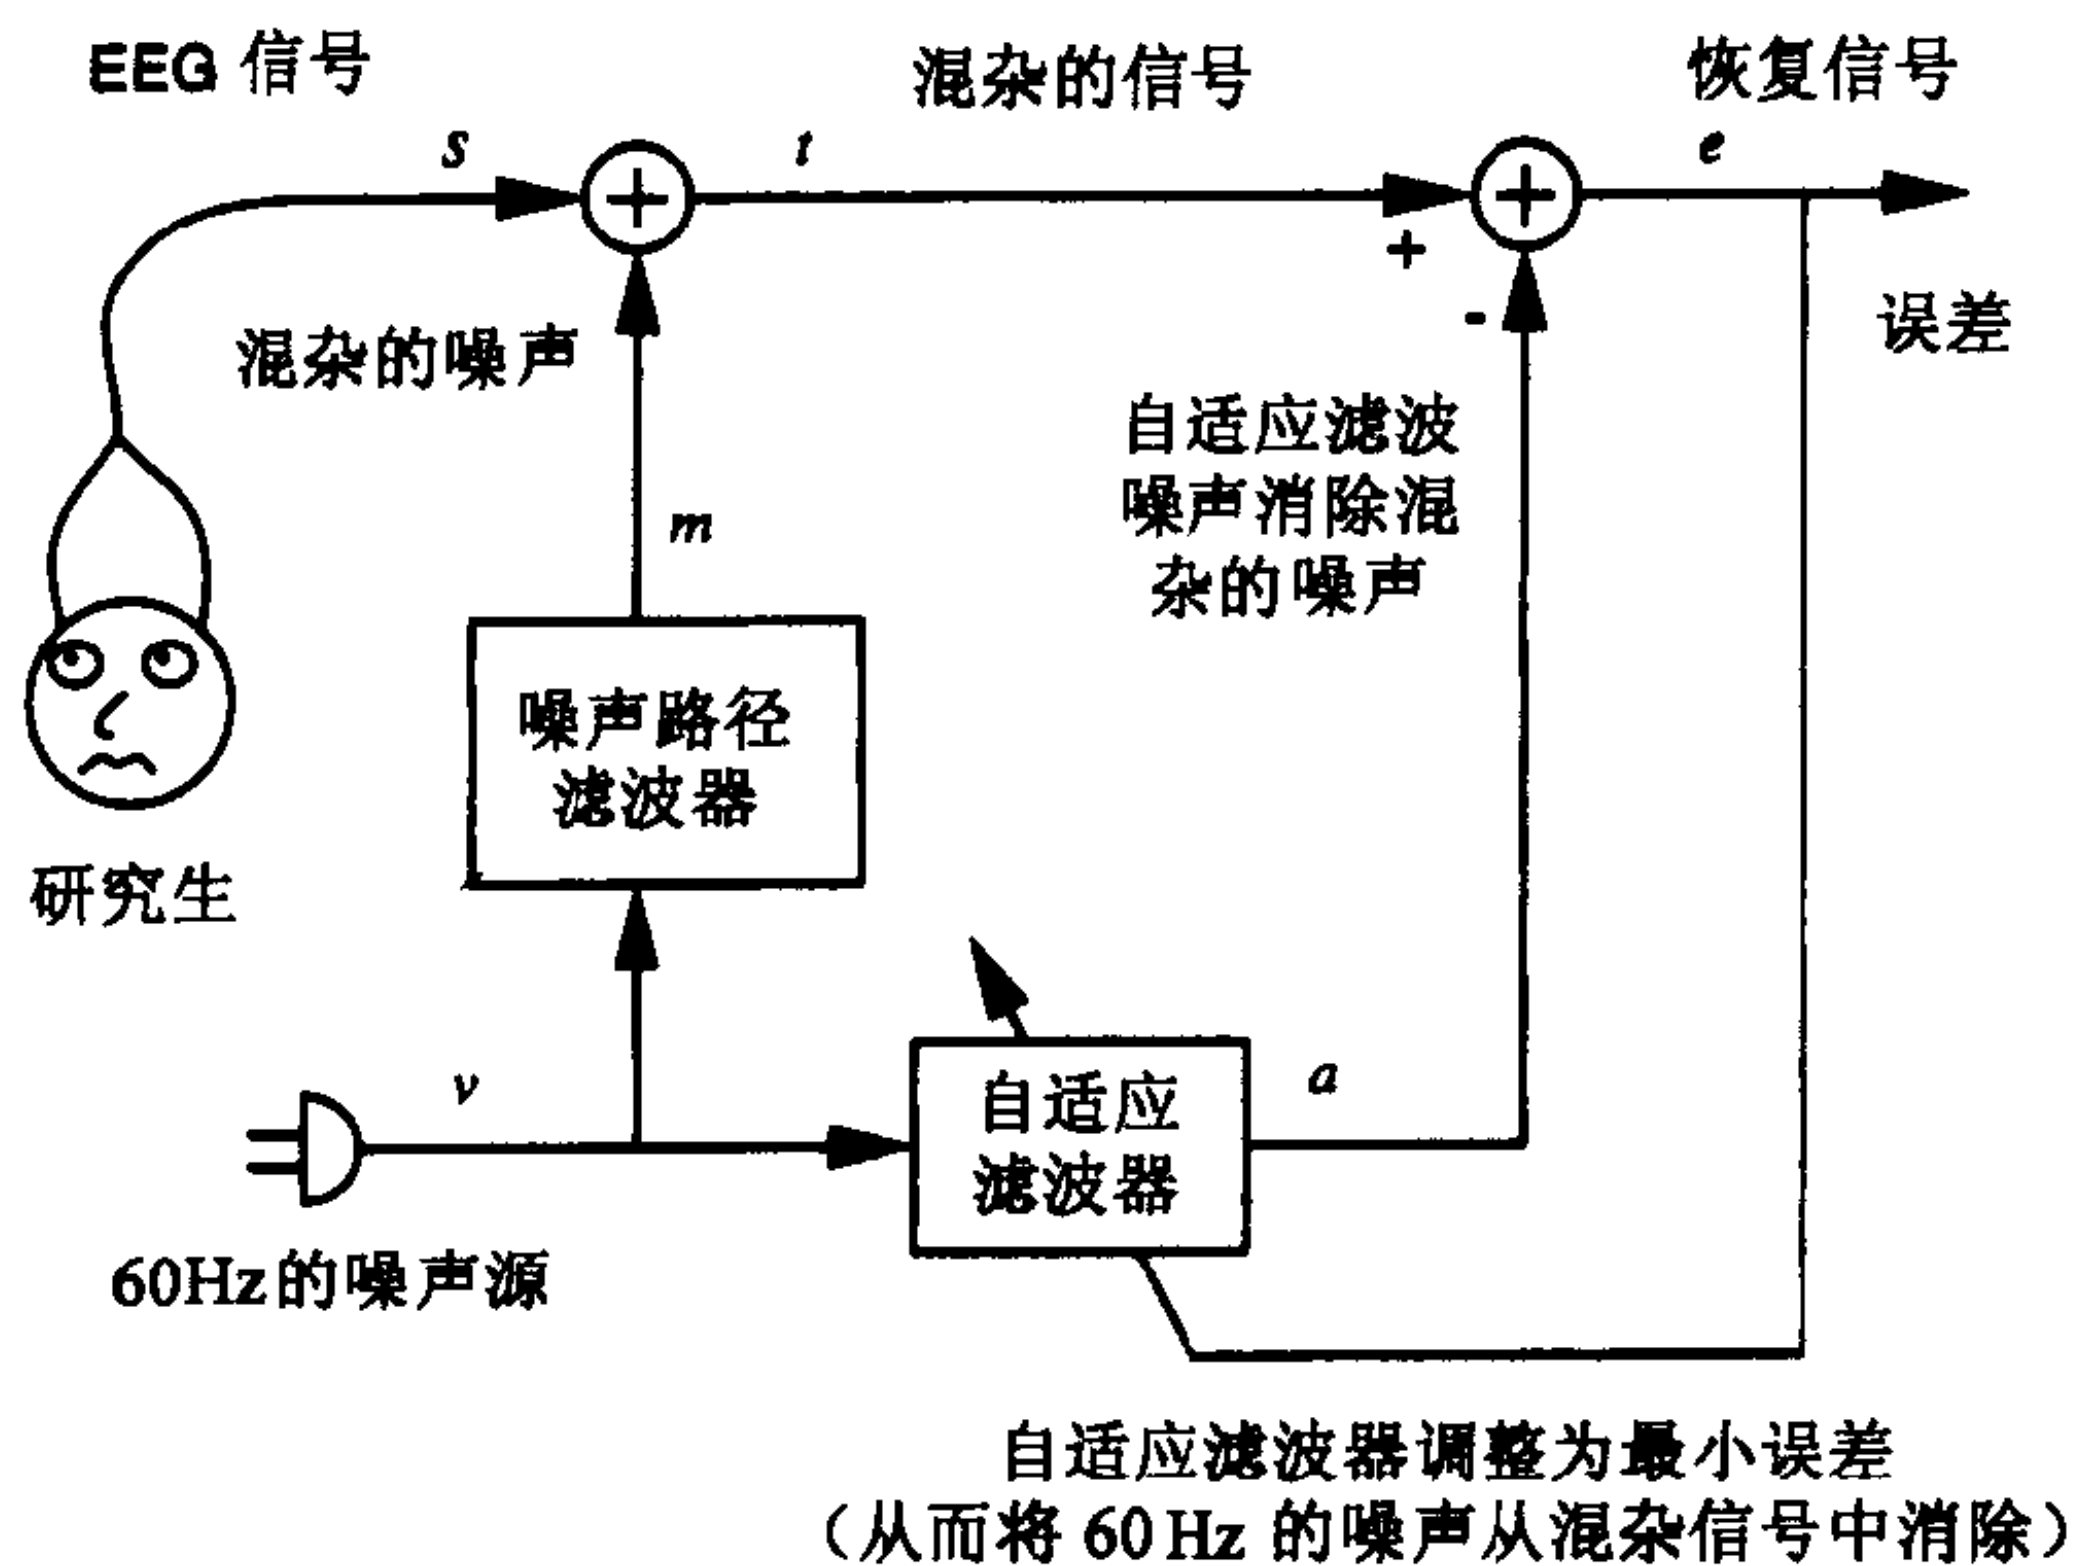 EEG 信号
混杂的信号
恢复信号
s
t
e
+
-
混杂的噪声
误差
自适应滤波
噪声消除混
杂的噪声
m
噪声路径
滤波器
研究生
v
自适应
滤波器
a
60Hz的噪声源
自适应滤波器调整为最小误差
(从而将 60 Hz 的噪声从混杂信号中消除)